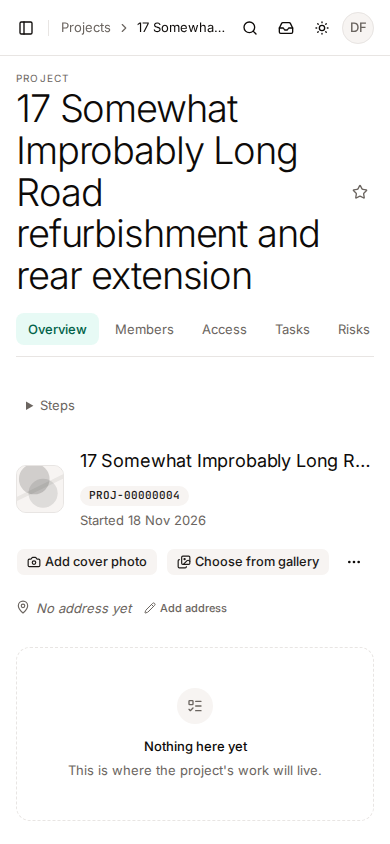 Projects > 17 Somewha... DF
PROJECT
17 Somewhat
Improbably Long
Road
refurbishment and
rear extension
Overview Members Access Tasks Risks
Steps
17 Somewhat Improbably Long R...
PROJ-00000004
Started 18 Nov 2026
Add cover photo Choose from gallery
No address yet Add address
Nothing here yet
This is where the project's work will live.